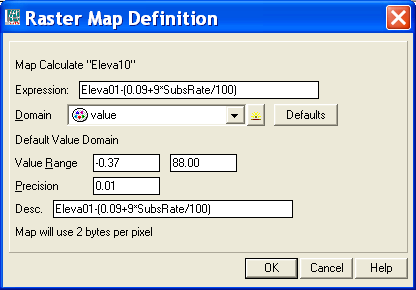 Raster Map Definition
Map Calculate "Eleva10"
Expression: Eleva01-(0.09+9*SubsRate/100)
Domain value Defaults
Default Value Domain
Value Range -0.37 88.00
Precision 0.01
Desc. Eleva01-(0.09+9*SubsRate/100)
Map will use 2 bytes per pixel
OK Cancel Help